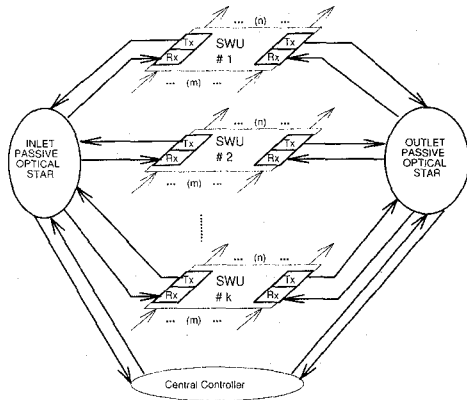 ... (n) ...
Tx SWU Tx
Rx # 1 Rx
... (m) ...
... (n) ...
Tx SWU Tx
Rx # 2 Rx
... (m) ...
INLET
PASSIVE
OPTICAL
STAR
OUTLET
PASSIVE
OPTICAL
STAR
... (n) ...
Tx SWU Tx
Rx # k Rx
... (m) ...
Central Controller